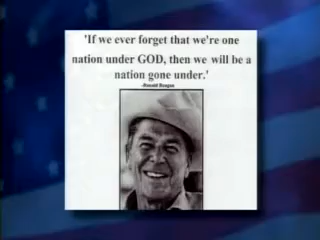 'If we ever forget that we're one
nation under GOD, then we will be a
nation gone under.'
-Ronald Reagan